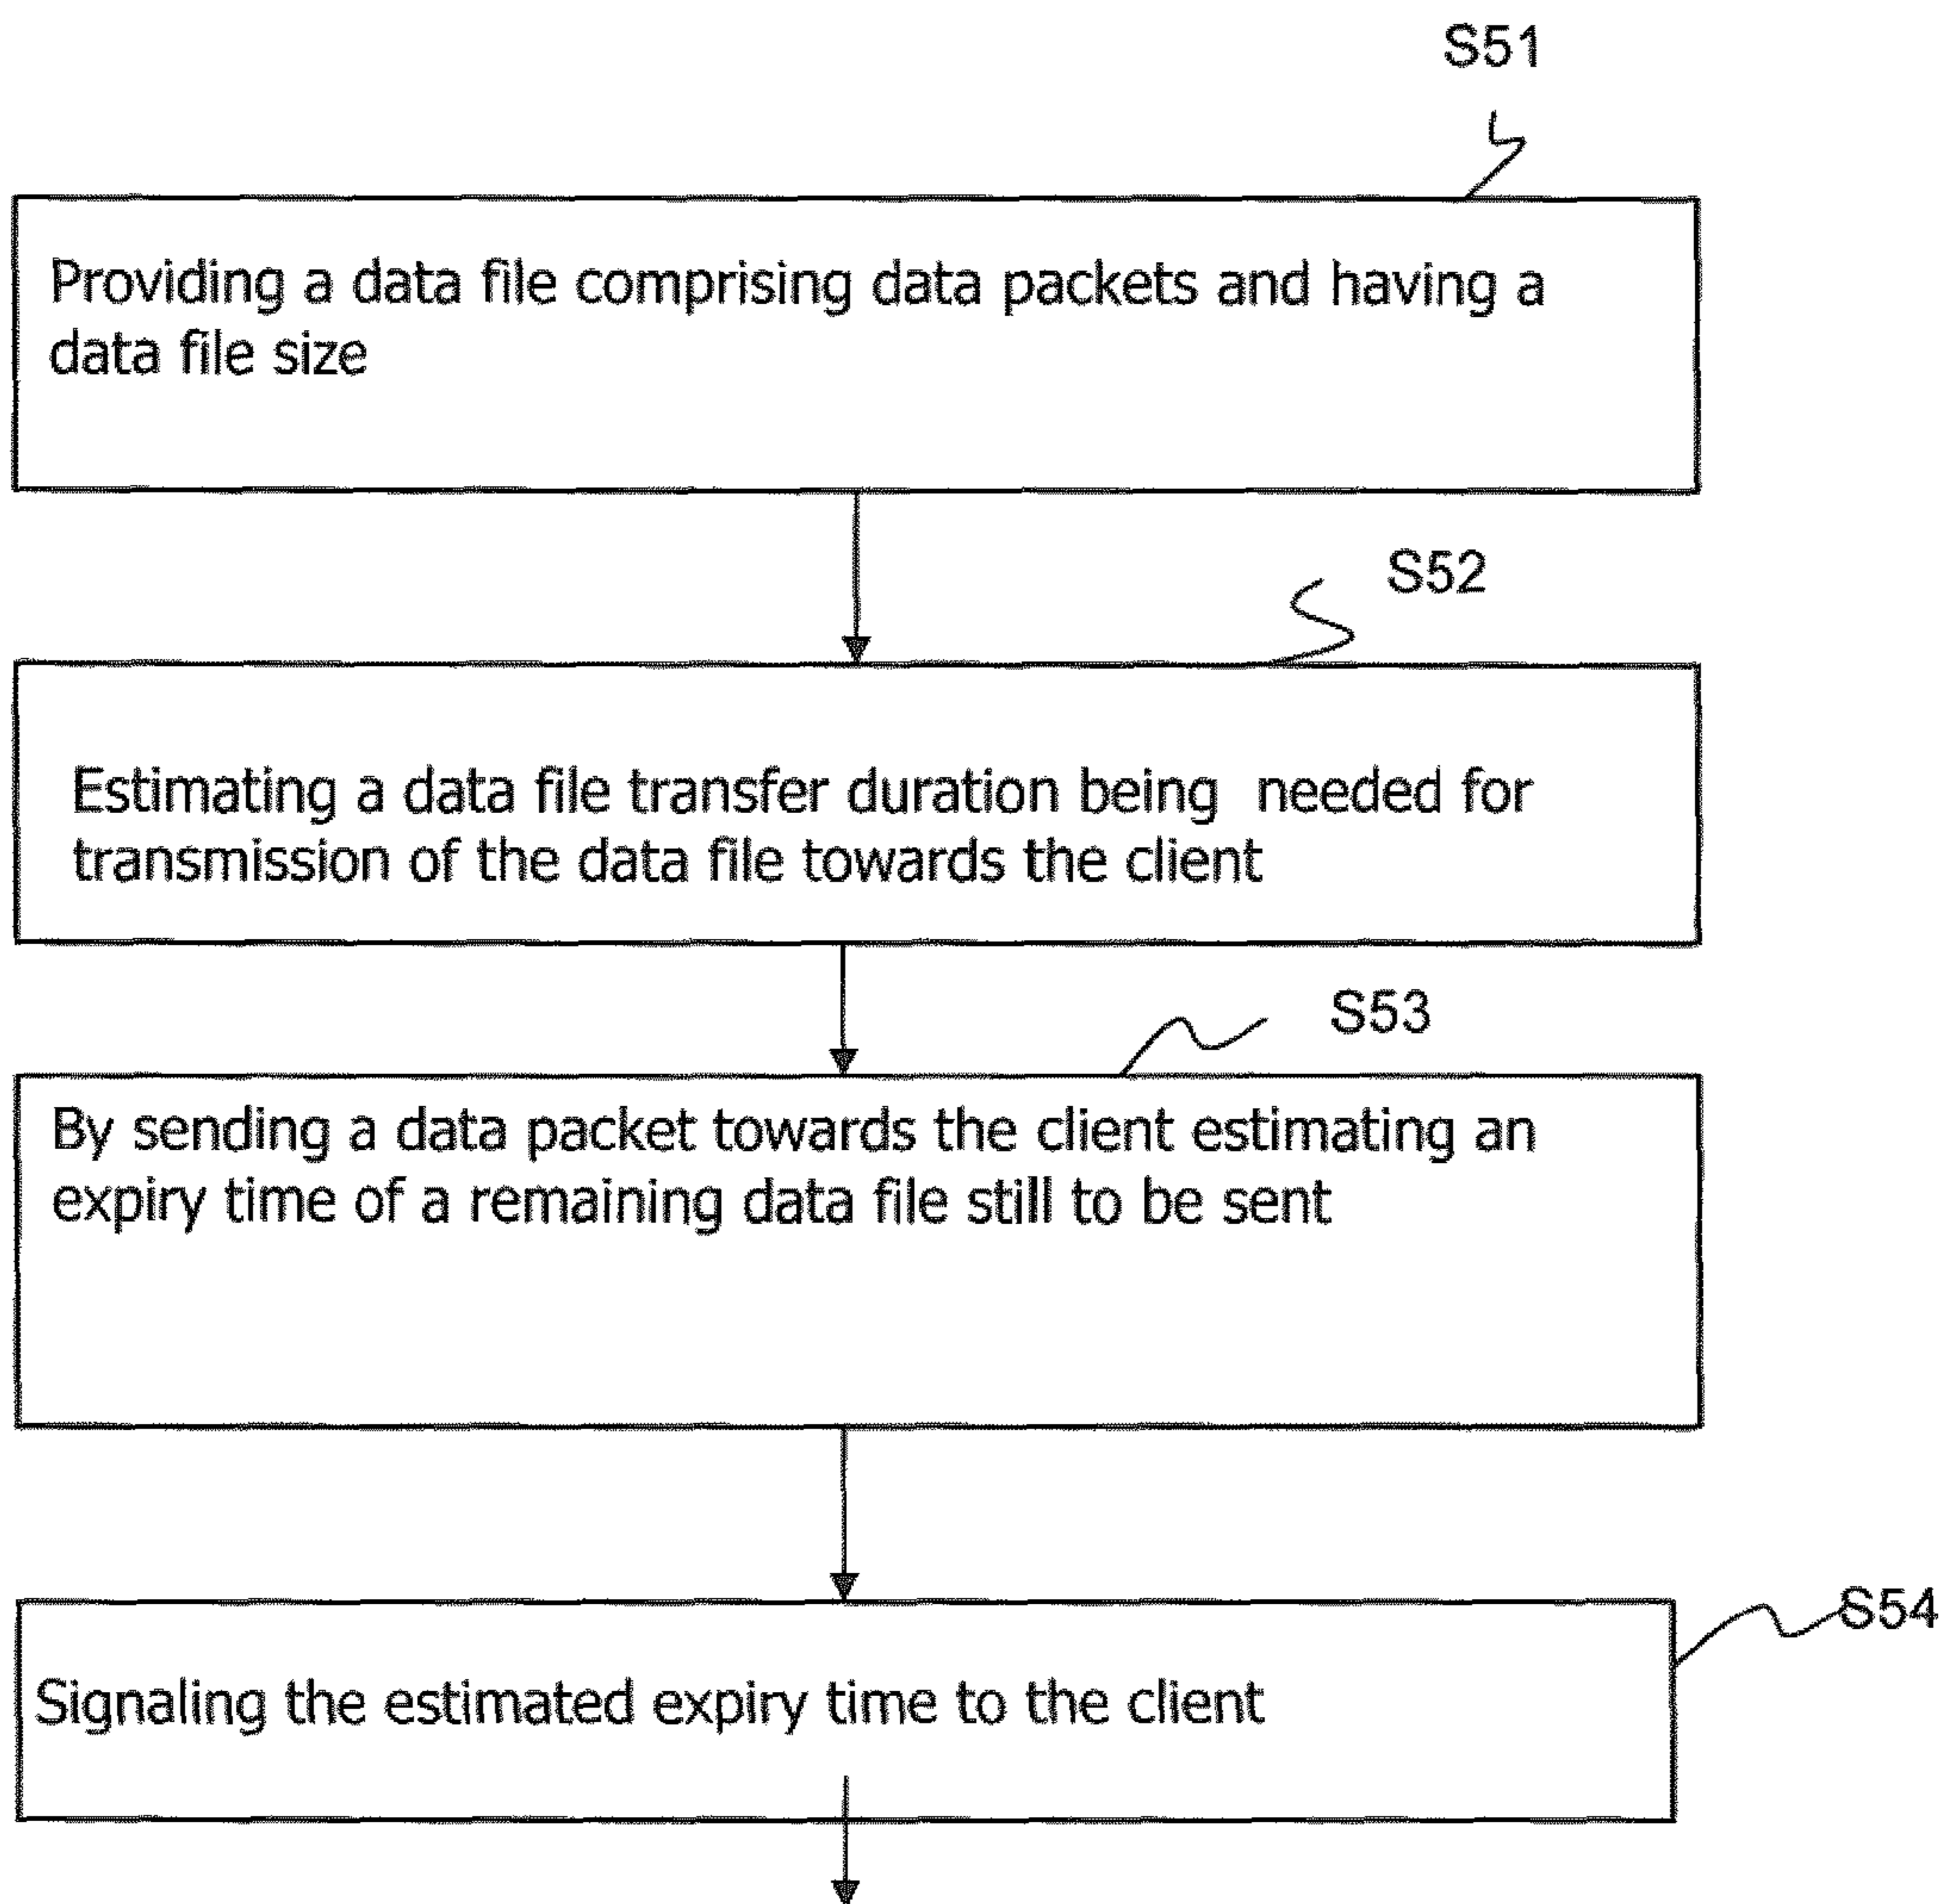 S51
Providing a data file comprising data packets and having a
data file size
S52
Estimating a data file transfer duration being needed for
transmission of the data file towards the client
S53
By sending a data packet towards the client estimating an
expiry time of a remaining data file still to be sent
S54
Signaling the estimated expiry time to the client